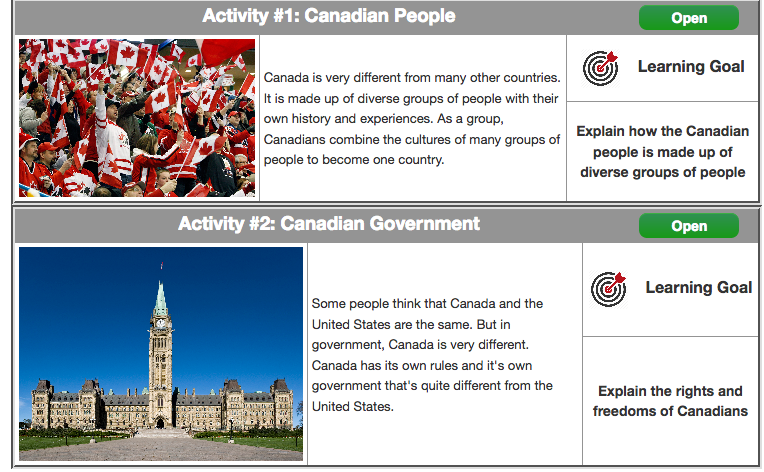 Activity #1: Canadian People
Open
Canada is very different from many other countries.
It is made up of diverse groups of people with their
own history and experiences. As a group,
Canadians combine the cultures of many groups of
people to become one country.
Learning Goal
Explain how the Canadian
people is made up of
diverse groups of people
Activity #2: Canadian Government
Open
Some people think that Canada and the
United States are the same. But in
government, Canada is very different.
Canada has its own rules and it's own
government that's quite different from the
United States.
Learning Goal
Explain the rights and
freedoms of Canadians